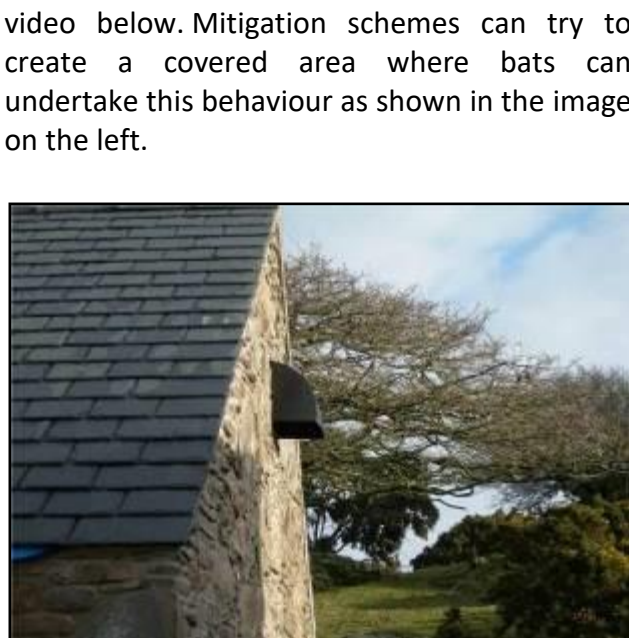 video below. Mitigation schemes can try to
create a covered area where bats can
undertake this behaviour as shown in the image
on the left.